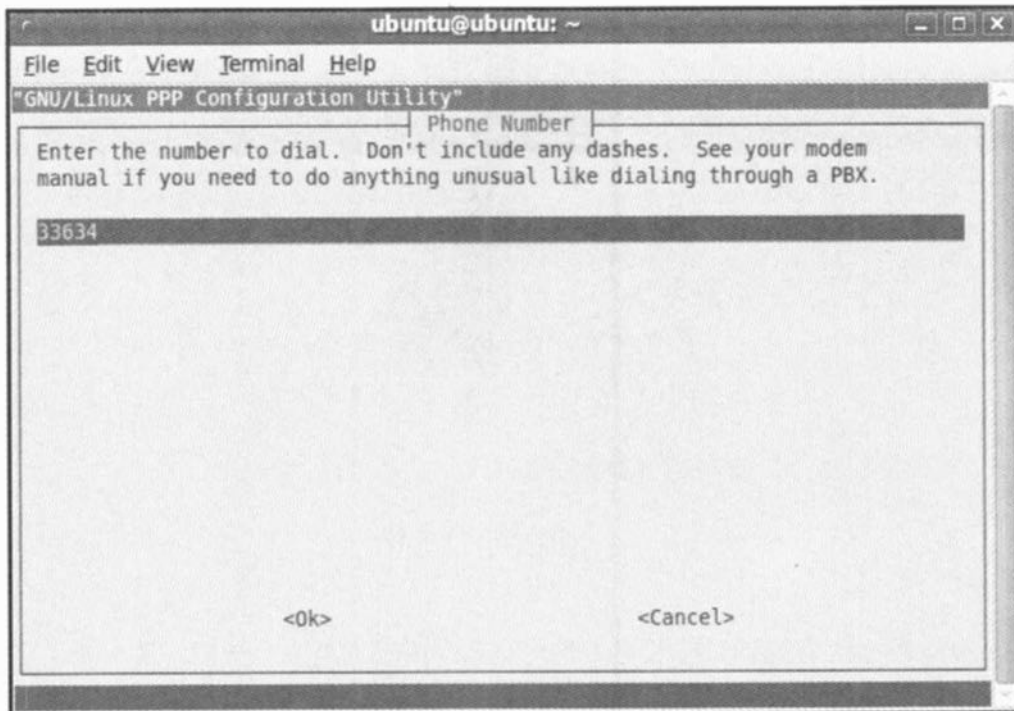 ubuntu@ubuntu: ~
File Edit View Terminal Help
"GNU/Linux PPP Configuration Utility"
Phone Number
Enter the number to dial. Don't include any dashes. See your modem
manual if you need to do anything unusual like dialing through a PBX.
33634
<Ok> <Cancel>